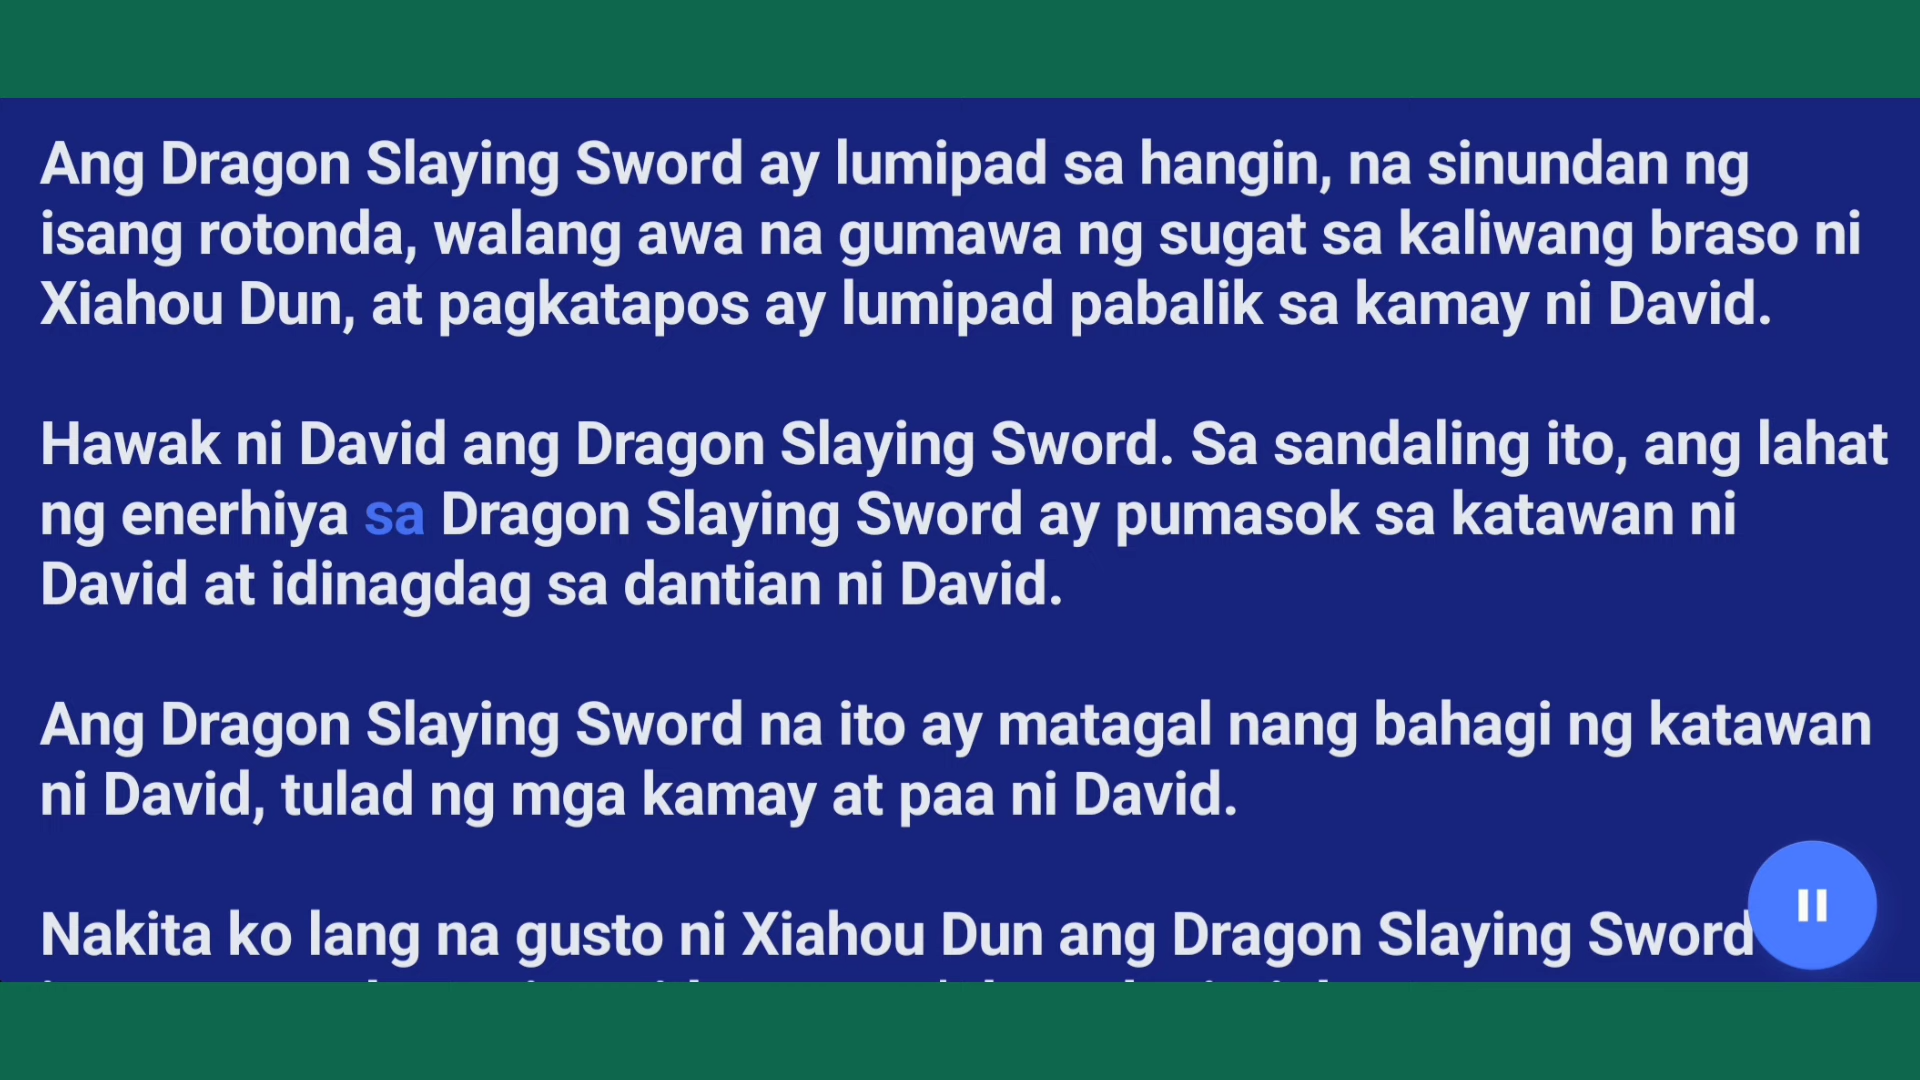 Ang Dragon Slaying Sword ay lumipad sa hangin, na sinundan ng
isang rotonda, walang awa na gumawa ng sugat sa kaliwang braso ni
Xiahou Dun, at pagkatapos ay lumipad pabalik sa kamay ni David.
Hawak ni David ang Dragon Slaying Sword. Sa sandaling ito, ang lahat
ng enerhiya sa Dragon Slaying Sword ay pumasok sa katawan ni
David at idinagdag sa dantian ni David.
Ang Dragon Slaying Sword na ito ay matagal nang bahagi ng katawan
ni David, tulad ng mga kamay at paa ni David.
Nakita ko lang na gusto ni Xiahou Dun ang Dragon Slaying Sword